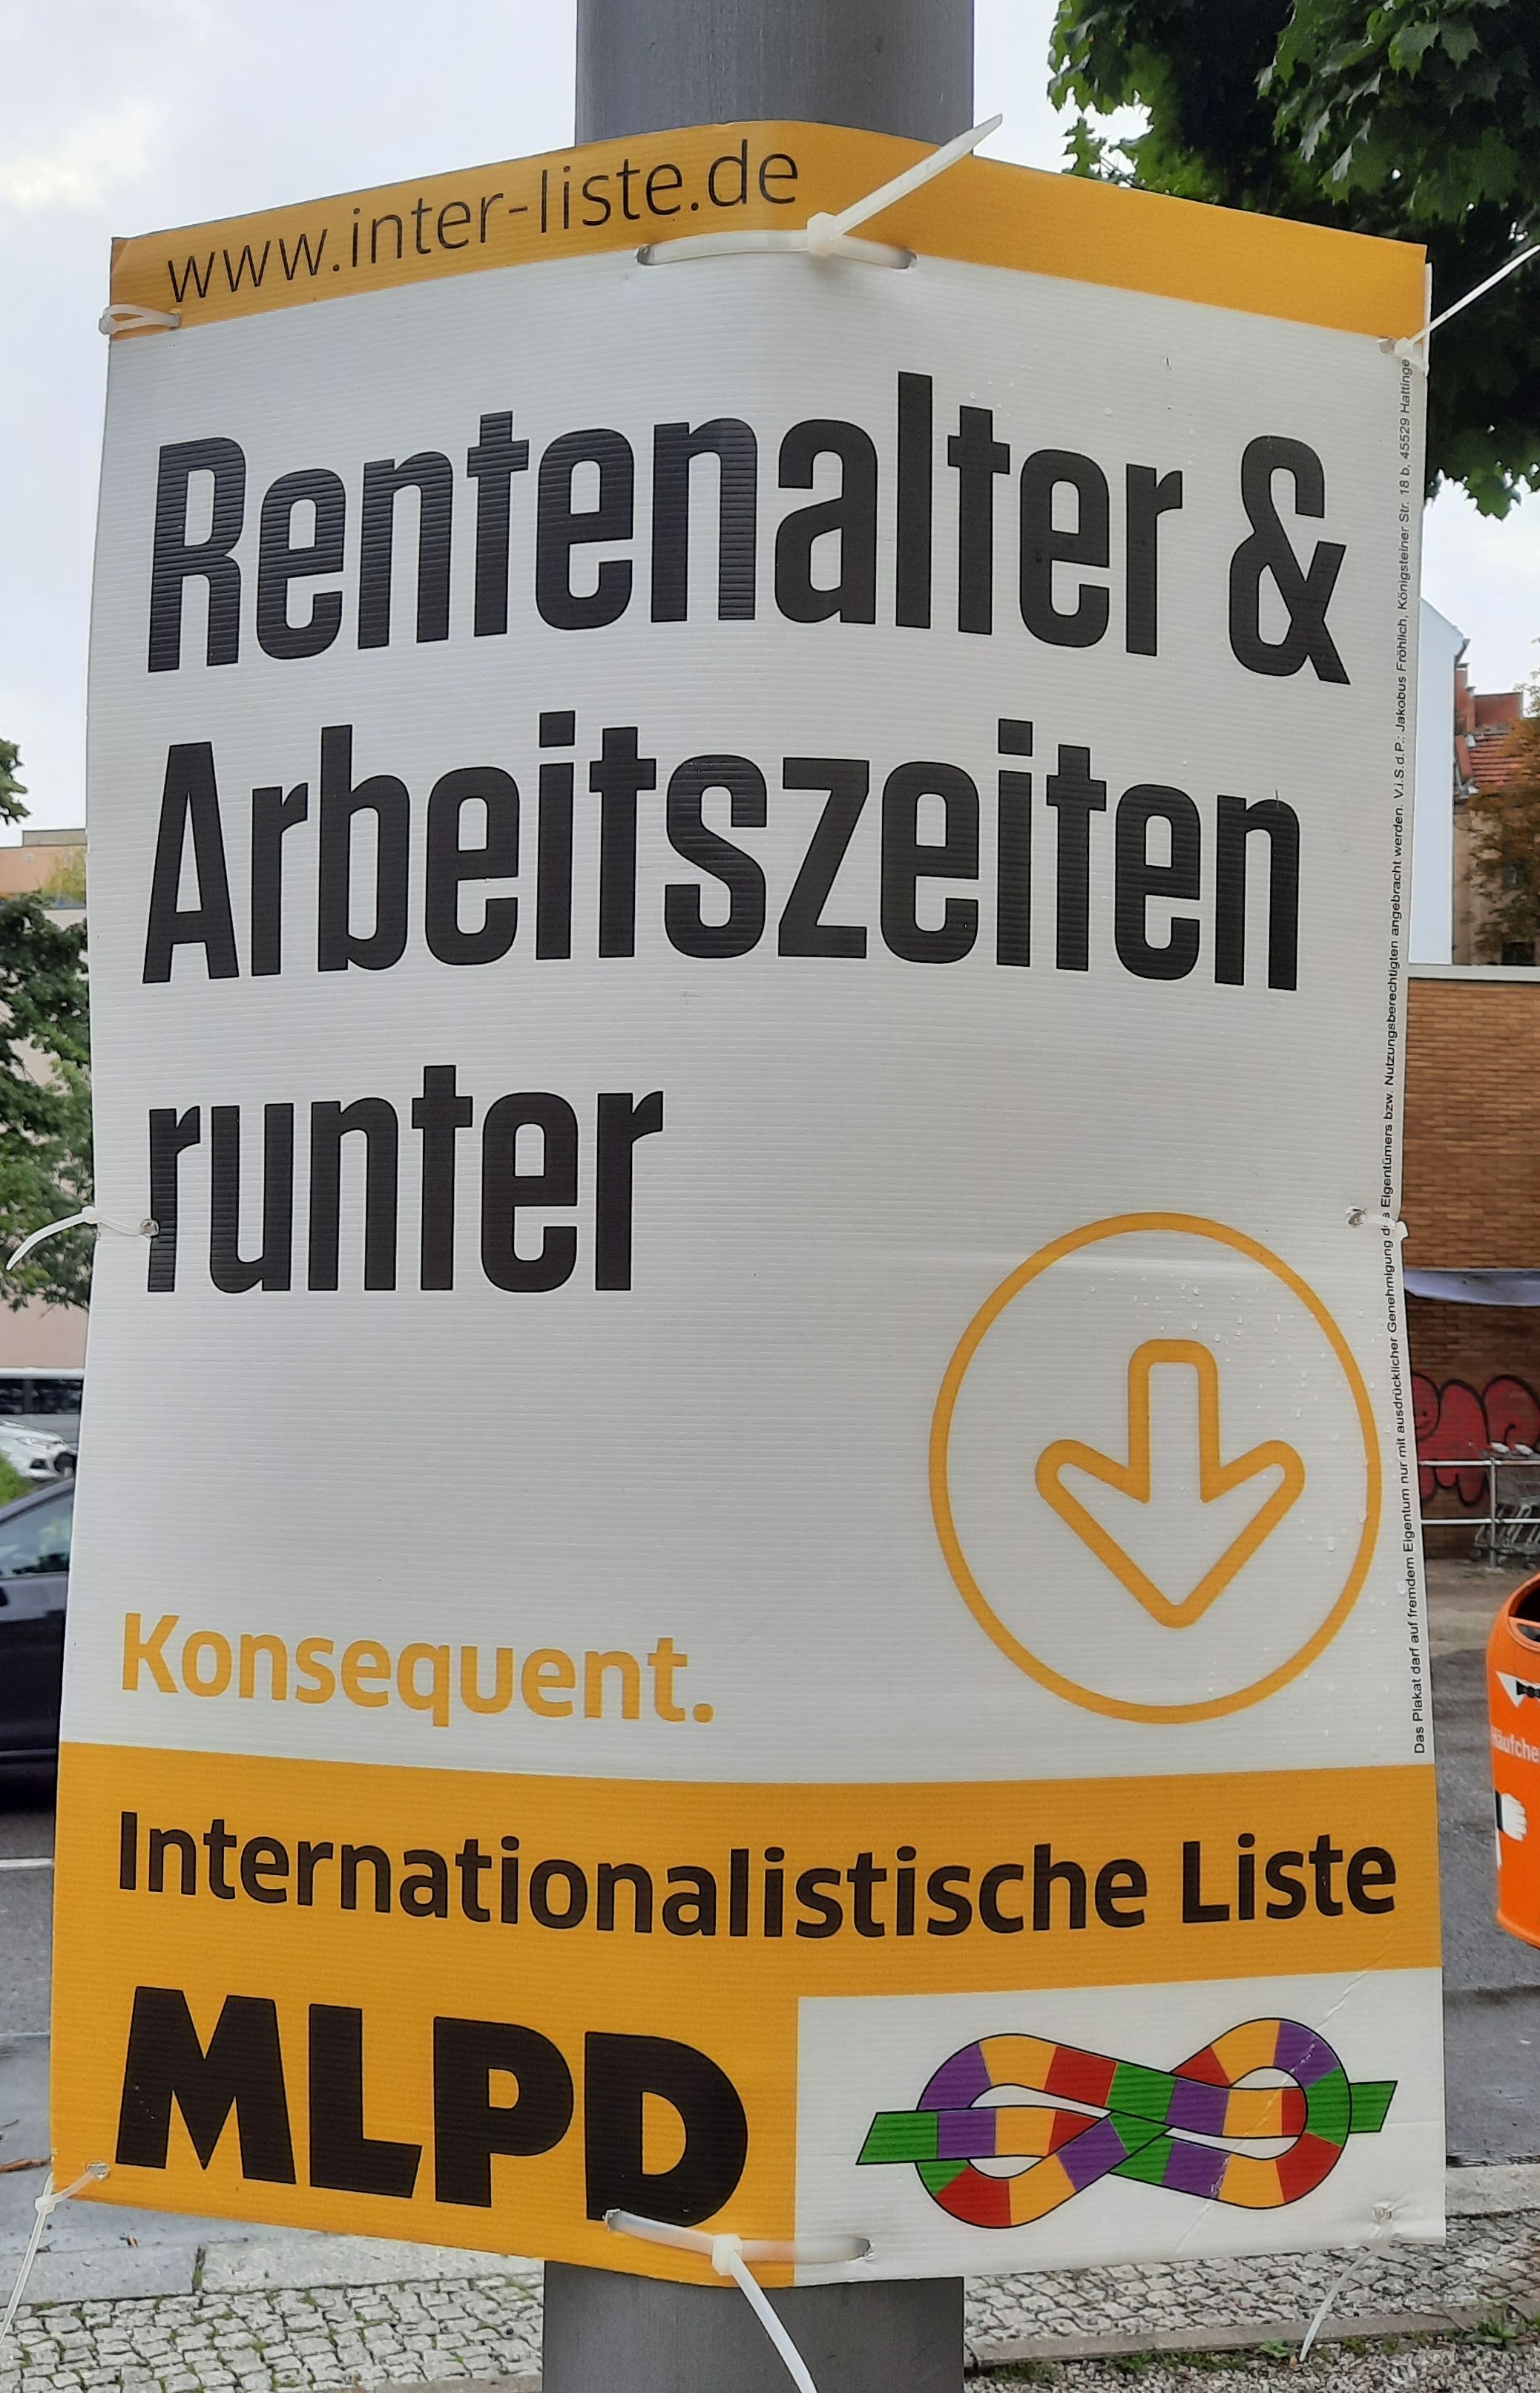 www.inter-liste.de
Rentenalter &
Arbeitszeiten
runter
Konsequent.
Internationalistische Liste
MLPD
Das Plakat darf auf fremdem Eigentum nur mit ausdrücklicher Genehmigung des Eigentümers bzw. Nutzungsberechtigten angebracht werden. V.i.S.d.P.: Jakobus Fröhlich, Königsteiner Str. 18 b, 45529 Hattinge